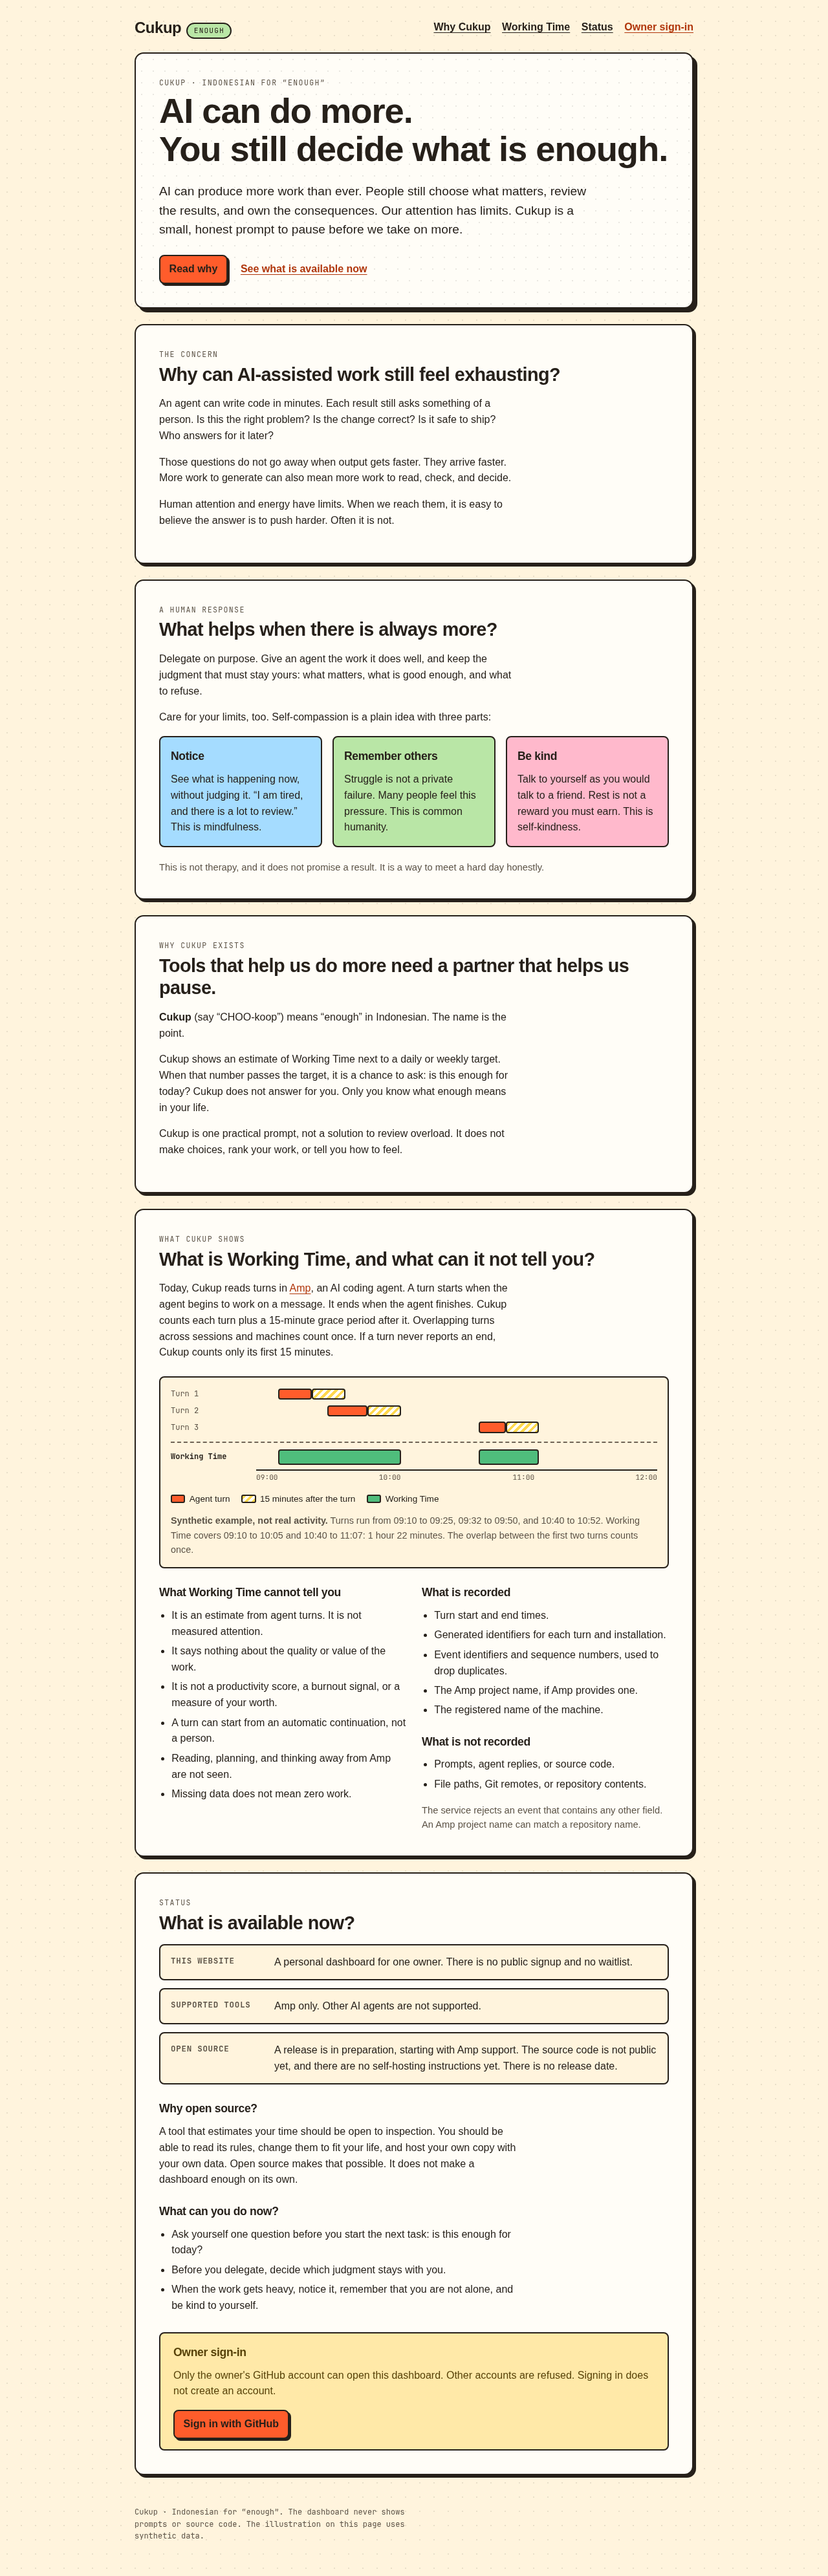 Cukup ENOUGH
Why Cukup Working Time Status Owner sign-in
CUKUP · INDONESIAN FOR “ENOUGH”
AI can do more.
You still decide what is enough.
AI can produce more work than ever. People still choose what matters, review
the results, and own the consequences. Our attention has limits. Cukup is a
small, honest prompt to pause before we take on more.
Read why See what is available now
THE CONCERN
Why can AI-assisted work still feel exhausting?
An agent can write code in minutes. Each result still asks something of a
person. Is this the right problem? Is the change correct? Is it safe to ship?
Who answers for it later?
Those questions do not go away when output gets faster. They arrive faster.
More work to generate can also mean more work to read, check, and decide.
Human attention and energy have limits. When we reach them, it is easy to
believe the answer is to push harder. Often it is not.
A HUMAN RESPONSE
What helps when there is always more?
Delegate on purpose. Give an agent the work it does well, and keep the
judgment that must stay yours: what matters, what is good enough, and what
to refuse.
Care for your limits, too. Self-compassion is a plain idea with three parts:
Notice
See what is happening now,
without judging it. “I am tired,
and there is a lot to review.”
This is mindfulness.
Remember others
Struggle is not a private
failure. Many people feel this
pressure. This is common
humanity.
Be kind
Talk to yourself as you would
talk to a friend. Rest is not a
reward you must earn. This is
self-kindness.
This is not therapy, and it does not promise a result. It is a way to meet a hard day honestly.
WHY CUKUP EXISTS
Tools that help us do more need a partner that helps us
pause.
Cukup (say “CHOO-koop”) means “enough” in Indonesian. The name is the
point.
Cukup shows an estimate of Working Time next to a daily or weekly target.
When that number passes the target, it is a chance to ask: is this enough for
today? Cukup does not answer for you. Only you know what enough means
in your life.
Cukup is one practical prompt, not a solution to review overload. It does not
make choices, rank your work, or tell you how to feel.
WHAT CUKUP SHOWS
What is Working Time, and what can it not tell you?
Today, Cukup reads turns in Amp, an AI coding agent. A turn starts when the
agent begins to work on a message. It ends when the agent finishes. Cukup
counts each turn plus a 15-minute grace period after it. Overlapping turns
across sessions and machines count once. If a turn never reports an end,
Cukup counts only its first 15 minutes.
Turn 1
Turn 2
Turn 3
Working Time
09:00 10:00 11:00 12:00
Agent turn 15 minutes after the turn Working Time
Synthetic example, not real activity. Turns run from 09:10 to 09:25, 09:32 to 09:50, and 10:40 to 10:52. Working
Time covers 09:10 to 10:05 and 10:40 to 11:07: 1 hour 22 minutes. The overlap between the first two turns counts
once.
What Working Time cannot tell you
• It is an estimate from agent turns. It is not
measured attention.
• It says nothing about the quality or value of the
work.
• It is not a productivity score, a burnout signal, or a
measure of your worth.
• A turn can start from an automatic continuation, not
a person.
• Reading, planning, and thinking away from Amp
are not seen.
• Missing data does not mean zero work.
What is recorded
• Turn start and end times.
• Generated identifiers for each turn and installation.
• Event identifiers and sequence numbers, used to
drop duplicates.
• The Amp project name, if Amp provides one.
• The registered name of the machine.
What is not recorded
• Prompts, agent replies, or source code.
• File paths, Git remotes, or repository contents.
The service rejects an event that contains any other field.
An Amp project name can match a repository name.
STATUS
What is available now?
THIS WEBSITE A personal dashboard for one owner. There is no public signup and no waitlist.
SUPPORTED TOOLS Amp only. Other AI agents are not supported.
OPEN SOURCE A release is in preparation, starting with Amp support. The source code is not public
yet, and there are no self-hosting instructions yet. There is no release date.
Why open source?
A tool that estimates your time should be open to inspection. You should be
able to read its rules, change them to fit your life, and host your own copy with
your own data. Open source makes that possible. It does not make a
dashboard enough on its own.
What can you do now?
• Ask yourself one question before you start the next task: is this enough for
today?
• Before you delegate, decide which judgment stays with you.
• When the work gets heavy, notice it, remember that you are not alone, and
be kind to yourself.
Owner sign-in
Only the owner's GitHub account can open this dashboard. Other accounts are refused. Signing in does
not create an account.
Sign in with GitHub
Cukup · Indonesian for “enough”. The dashboard never shows
prompts or source code. The illustration on this page uses
synthetic data.